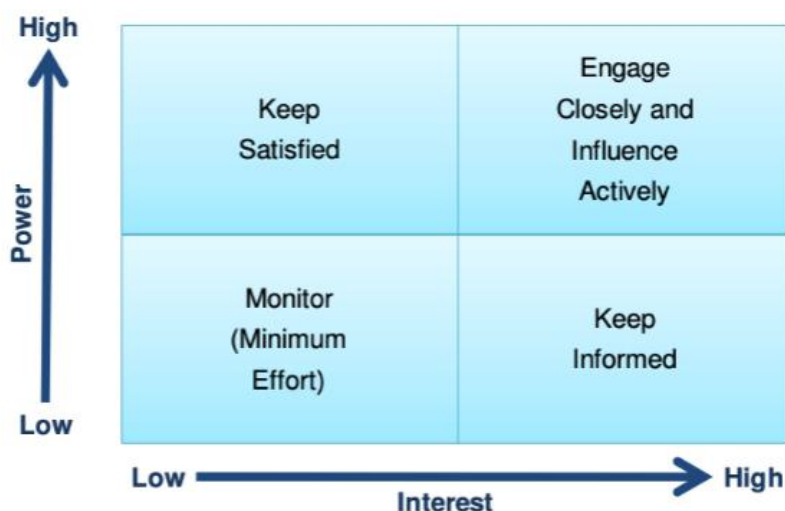 High
Keep
Satisfied
Engage
Closely and
Influence
Actively
Power
Monitor
(Minimum
Effort)
Keep
Informed
Low
Low
High
Interest